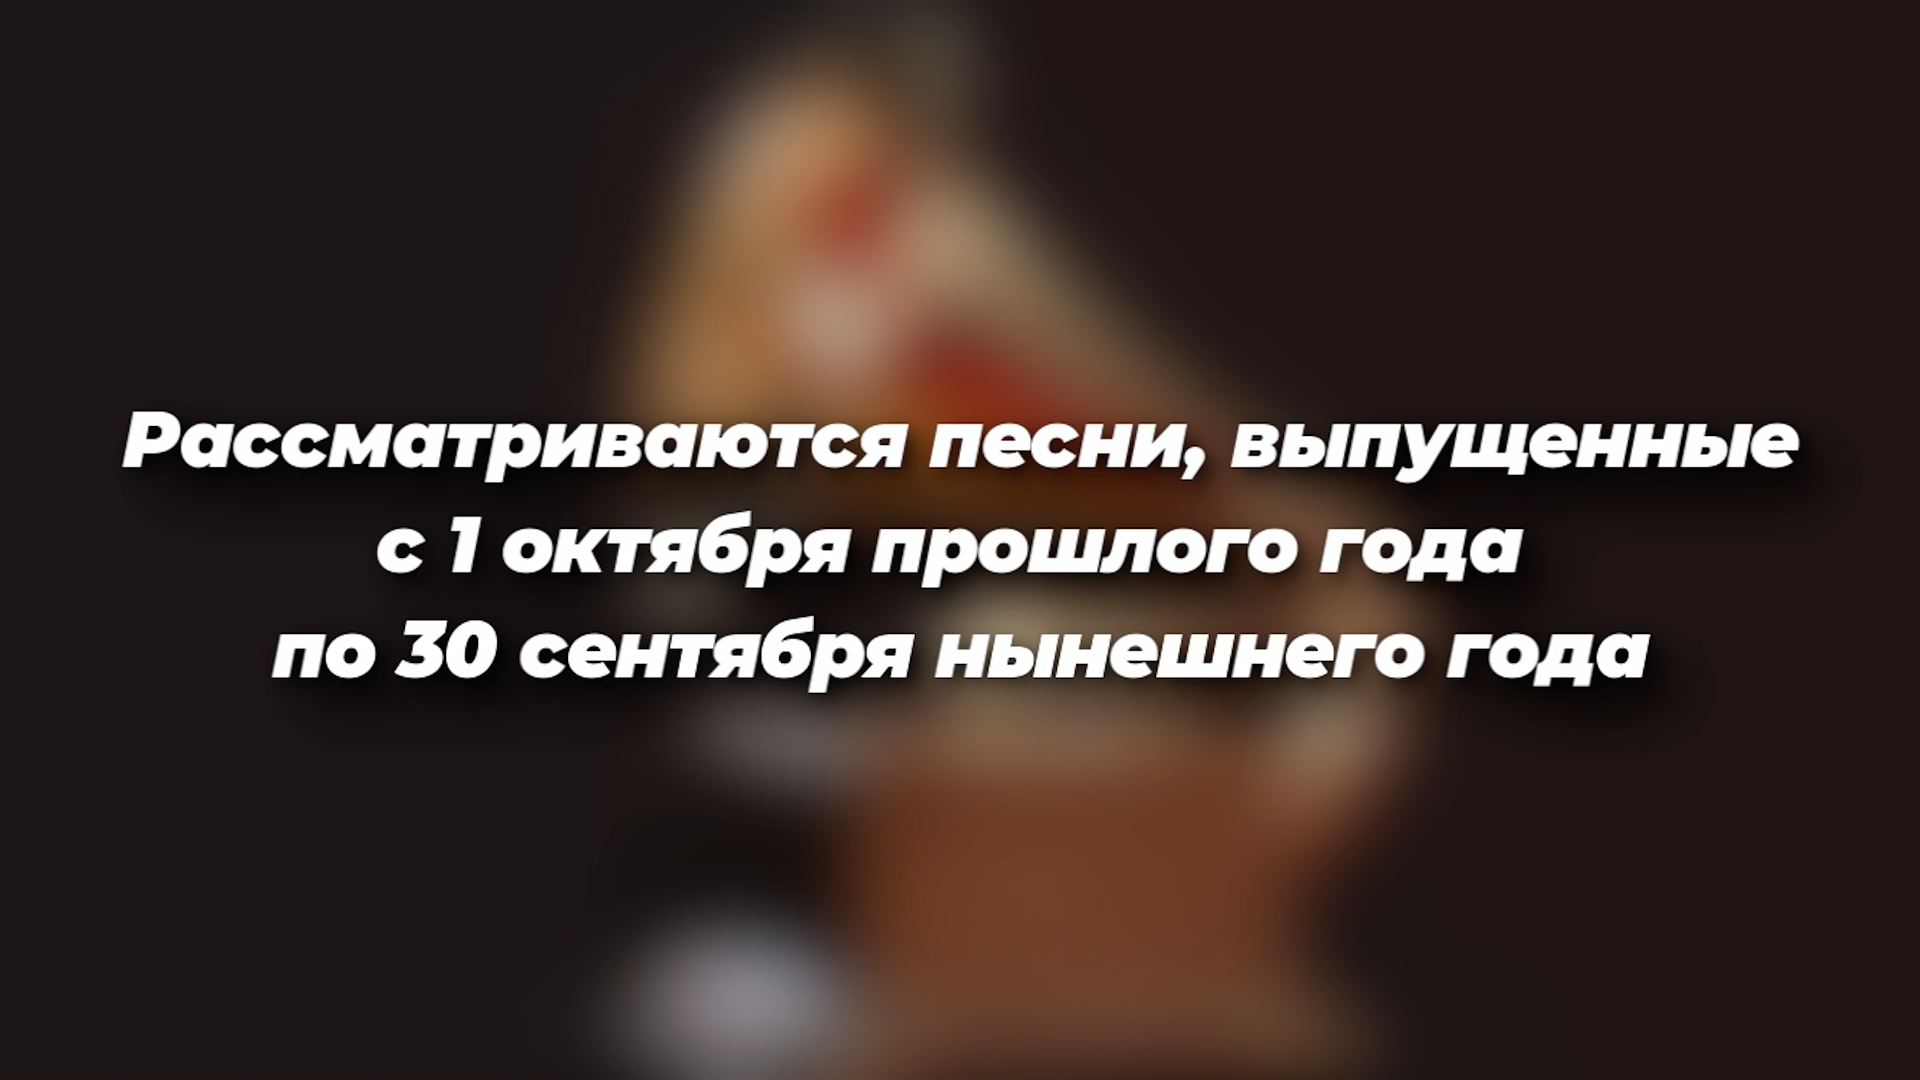 Рассматриваются песни, выпущенные
с 1 октября прошлого года
по 30 сентября нынешнего года